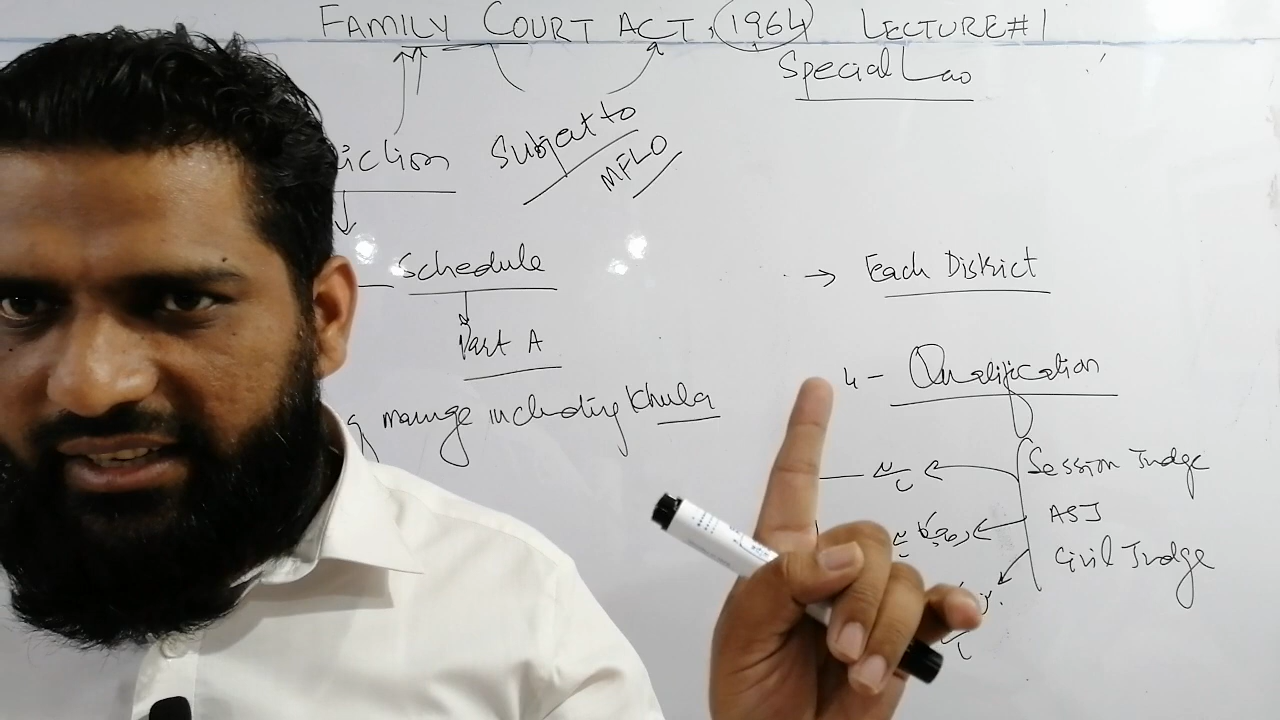 FAMILY COURT ACT, 1964 LECTURE #1
Special Law
iction
Subject to
MFLO
Schedule
Part A
marriage including Khula
→ Each District
4- Qualification
Session Judge
ASJ
Civil Judge